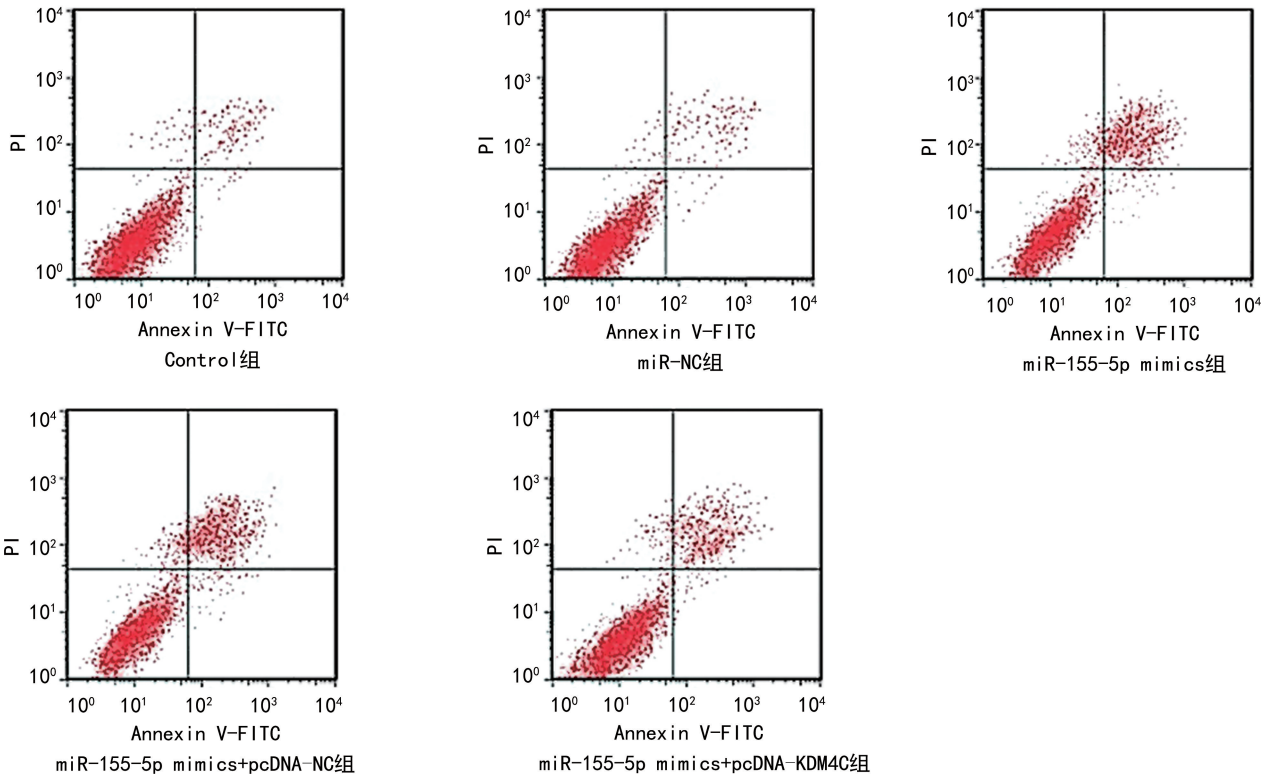 10⁴ 10⁴ 10⁴
10³ 10³ 10³
PI 10² PI 10² PI 10²
10¹ 10¹ 10¹
10⁰ 10⁰ 10⁰
10⁰ 10¹ 10² 10³ 10⁴ 10⁰ 10¹ 10² 10³ 10⁴ 10⁰ 10¹ 10² 10³ 10⁴
Annexin V-FITC Annexin V-FITC Annexin V-FITC
Control组 miR-NC组 miR-155-5p mimics组
10⁴ 10⁴
10³ 10³
PI 10² PI 10²
10¹ 10¹
10⁰ 10⁰
10⁰ 10¹ 10² 10³ 10⁴ 10⁰ 10¹ 10² 10³ 10⁴
Annexin V-FITC Annexin V-FITC
miR-155-5p mimics+pcDNA-NC组 miR-155-5p mimics+pcDNA-KDM4C组